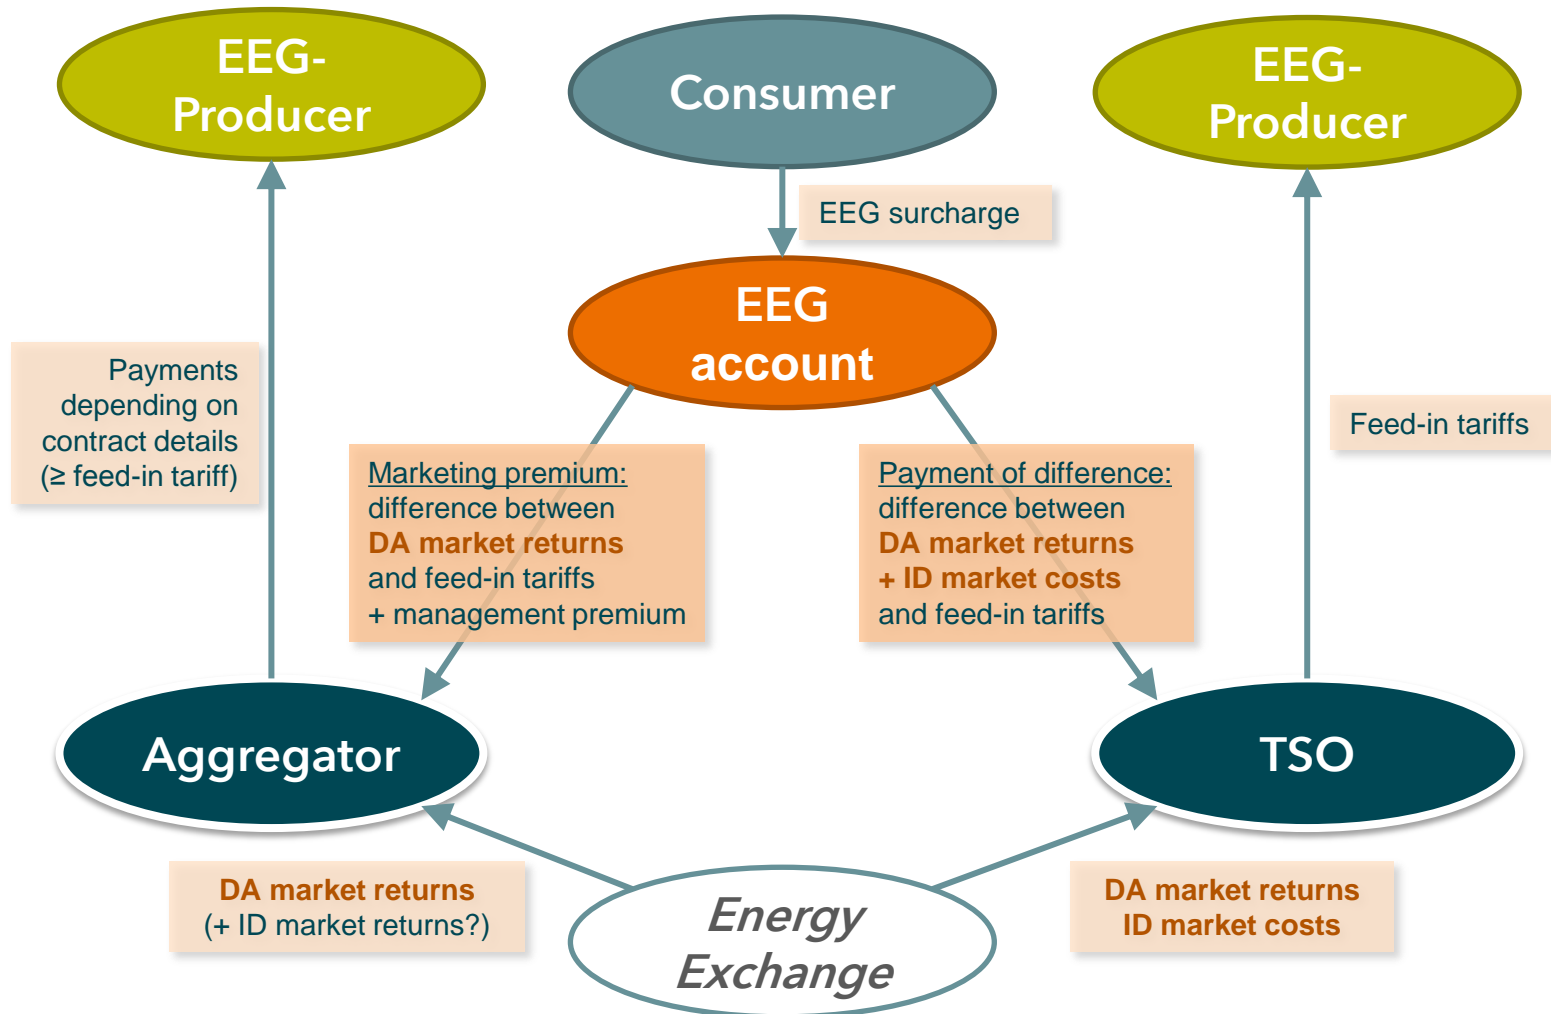 EEG-
Producer
Consumer
EEG-
Producer
EEG surcharge
EEG
account
Payments
depending on
contract details
(≥ feed-in tariff)
Marketing premium:
difference between
DA market returns
and feed-in tariffs
+ management premium
Payment of difference:
difference between
DA market returns
+ ID market costs
and feed-in tariffs
Feed-in tariffs
Aggregator
TSO
DA market returns
(+ ID market returns?)
Energy
Exchange
DA market returns
ID market costs